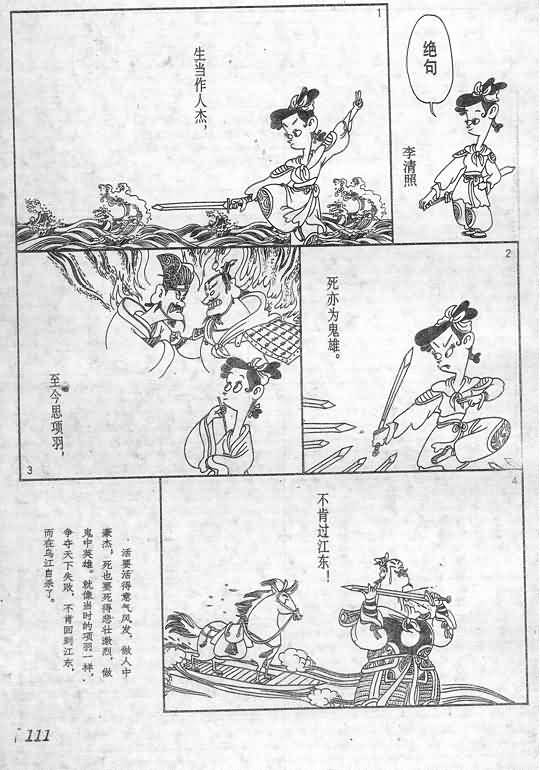 绝句
李清照
1
生当作人杰，
2
死亦为鬼雄。
3
至今思项羽，
4
不肯过江东！
活要活得意气风发，做人中
豪杰，死也要死得悲壮激烈，做
鬼中英雄。就像当时的项羽一样，
争夺天下失败，不肯回到江东，
而在乌江自杀了。
111